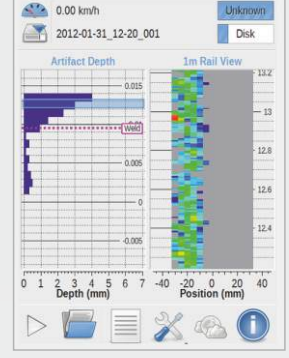 0.00 km/h
Unknown
2012-01-31_12-20_001
Disk
Artifact Depth
1m Rail View
0.015
Weld
0.005
0
-0.005
13.2
13
12.8
12.6
12.4
0 1 2 3 4 5 6 7
-40 -20 0 20 40
Depth (mm)
Position (mm)